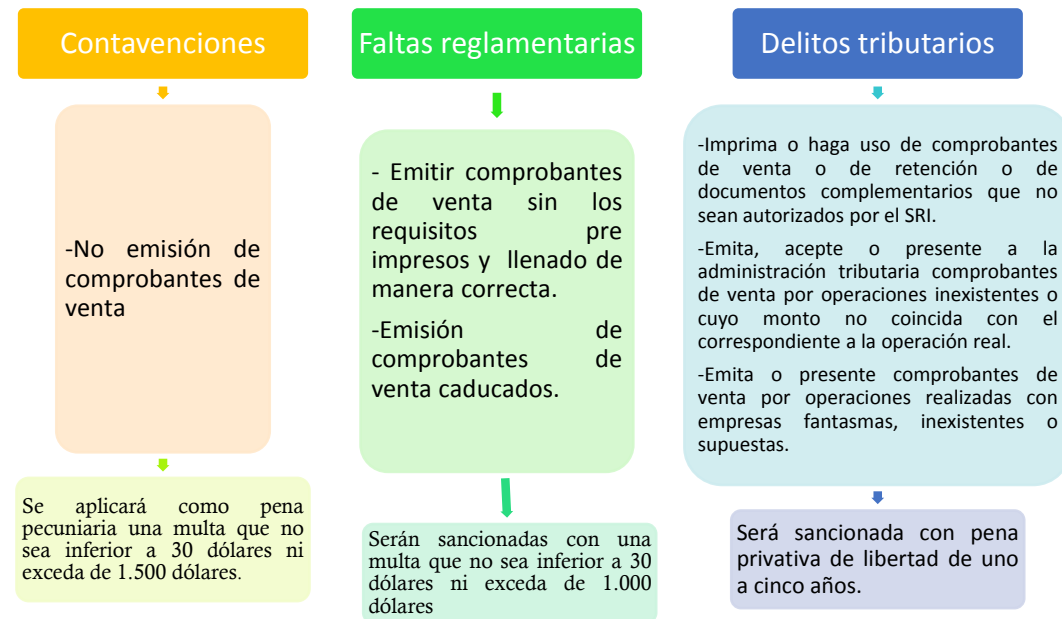 Contavenciones
-No emisión de
comprobantes de
venta
Se aplicará como pena
pecuniaria una multa que no
sea inferior a 30 dólares ni
exceda de 1.500 dólares.
Faltas reglamentarias
- Emitir comprobantes
de venta sin los
requisitos pre
impresos y llenado de
manera correcta.
-Emisión de
comprobantes de
venta caducados.
Serán sancionadas con una
multa que no sea inferior a 30
dólares ni exceda de 1.000
dólares
Delitos tributarios
-Imprima o haga uso de comprobantes
de venta o de retención o de
documentos complementarios que no
sean autorizados por el SRI.
-Emita, acepte o presente a la
administración tributaria comprobantes
de venta por operaciones inexistentes o
cuyo monto no coincida con el
correspondiente a la operación real.
-Emita o presente comprobantes de
venta por operaciones realizadas con
empresas fantasmas, inexistentes o
supuestas.
Será sancionada con pena
privativa de libertad de uno
a cinco años.